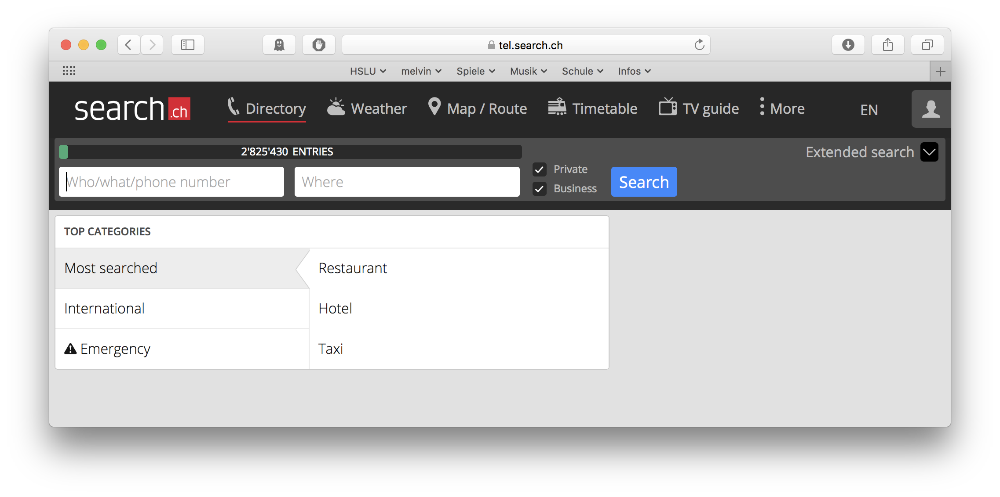 tel.search.ch
HSLU melvin Spiele Musik Schule Infos
search.ch Directory Weather Map / Route Timetable TV guide More EN
2'825'430 ENTRIES
Extended search
Who/what/phone number Where
Private
Business
Search
TOP CATEGORIES
Most searched Restaurant
International Hotel
Emergency Taxi